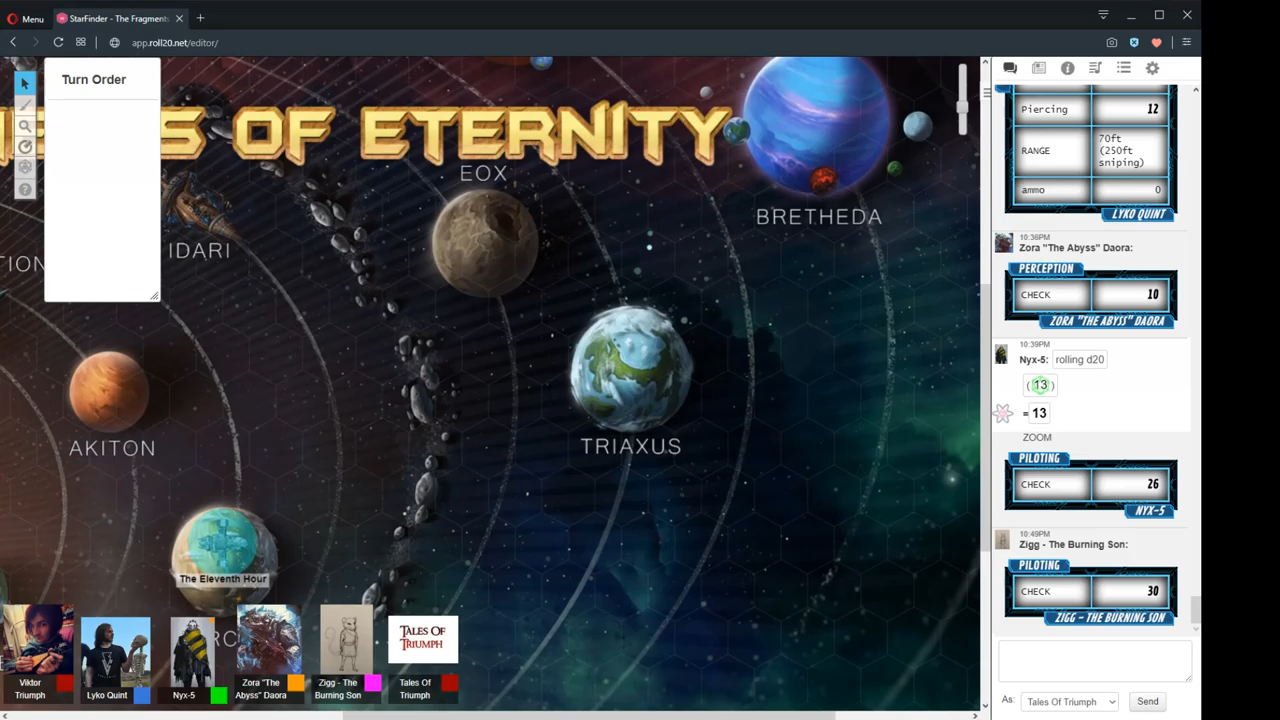 Menu
StarFinder - The Fragments
app.roll20.net/editor/
Turn Order
S OF ETERNITY
EOX
BRETHEDA
IDARI
TION
AKITON
TRIAXUS
The Eleventh Hour
RC
Viktor
Triumph
Lyko Quint
Nyx-5
Zora "The
Abyss" Daora
Zigg - The
Burning Son
TALES OF
TRIUMPH
Tales Of
Triumph
Piercing 12
RANGE 70ft
(250ft
sniping)
ammo 0
LYKO QUINT
10:36PM
Zora "The Abyss" Daora:
PERCEPTION
CHECK 10
ZORA "THE ABYSS" DAORA
10:39PM
Nyx-5: rolling d20
(13)
=13
ZOOM
PILOTING
CHECK 26
NYX-5
10:49PM
Zigg - The Burning Son:
PILOTING
CHECK 30
ZIGG - THE BURNING SON
As: Tales Of Triumph Send